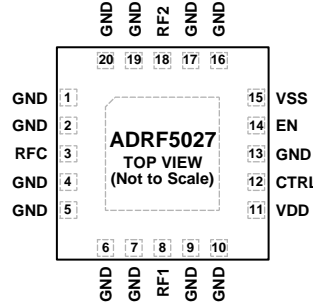 GND GND RF2 GND GND
20 19 18 17 16
GND 1
GND 2
RFC 3
GND 4
GND 5
ADRF5027
TOP VIEW
(Not to Scale)
15 VSS
14 EN
13 GND
12 CTRL
11 VDD
6 7 8 9 10
GND GND RF1 GND GND